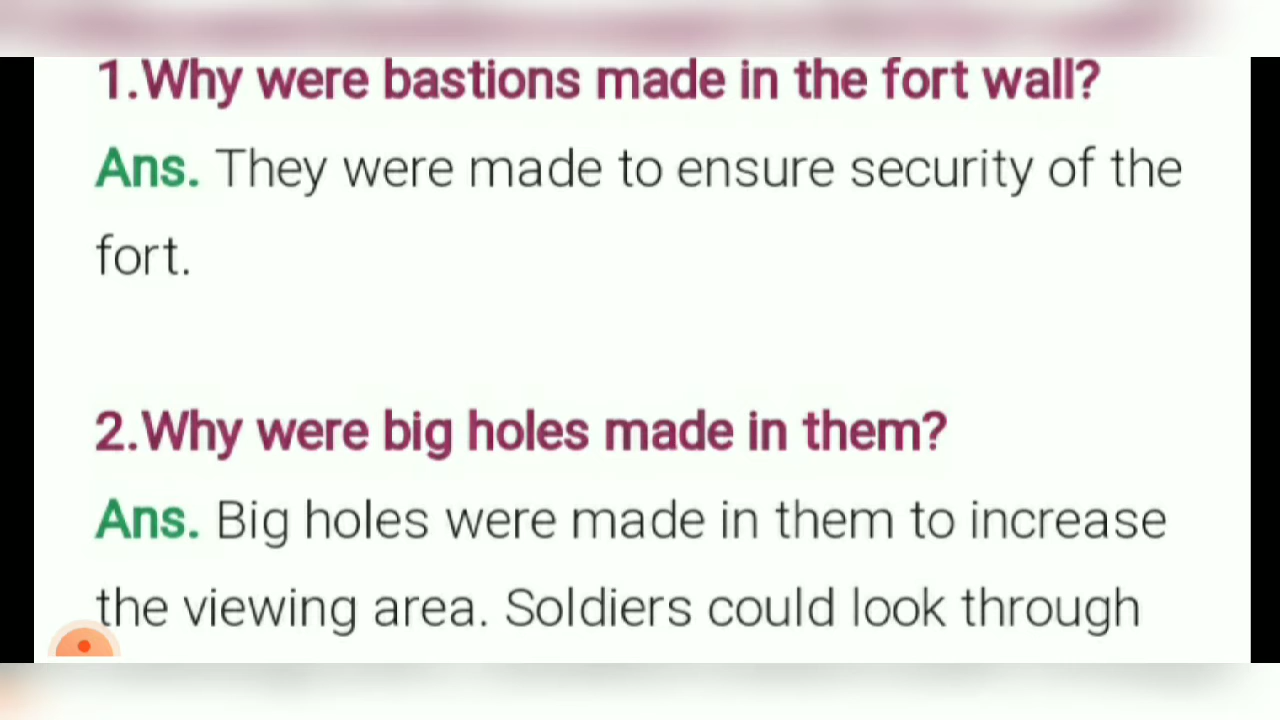 1.Why were bastions made in the fort wall?
Ans. They were made to ensure security of the
fort.
2.Why were big holes made in them?
Ans. Big holes were made in them to increase
the viewing area. Soldiers could look through